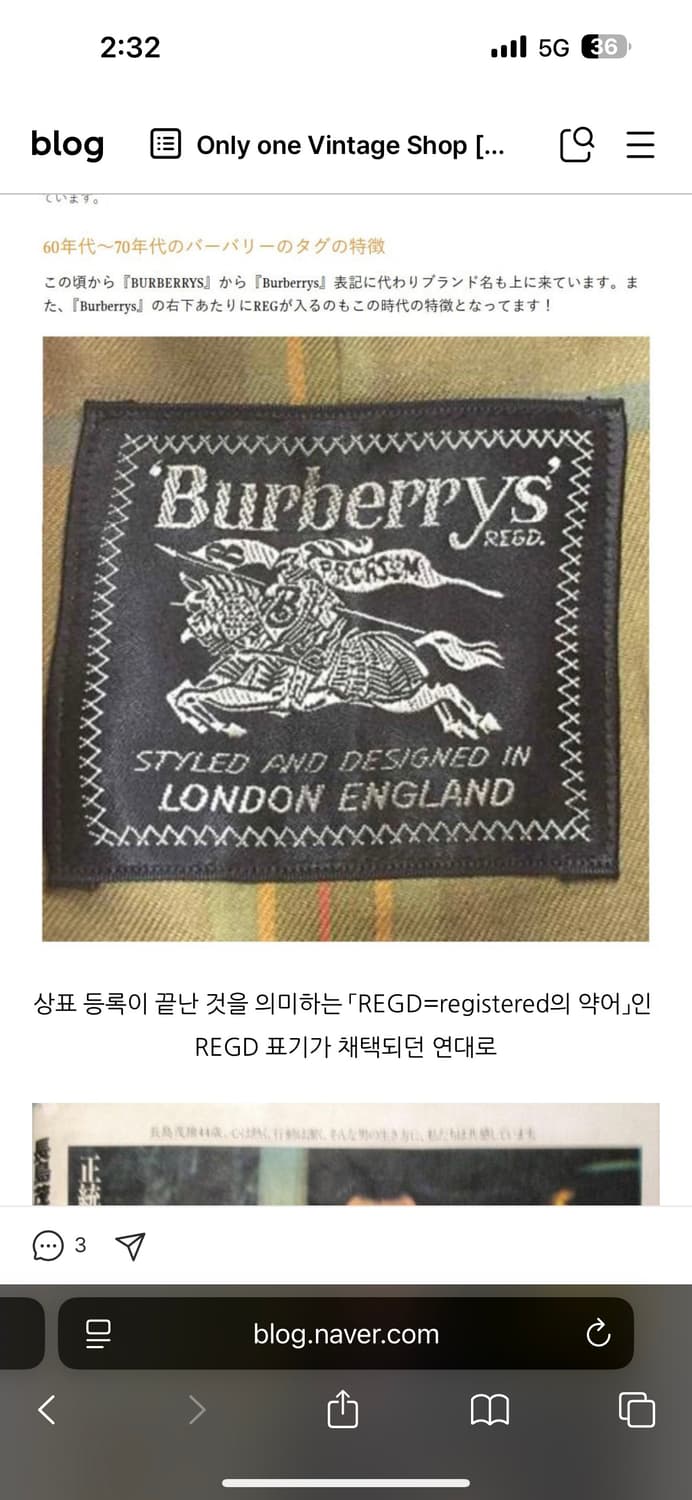 2:32
5G
36
blog
Only one Vintage Shop [...
ています。
60年代〜70年代のバーバリーのタグの特徴
この頃から『BURBERRYS』から『Burberrys』表記に代わりブランド名も上に来ています。ま
た、『Burberrys』の右下あたりにREGが入るのもこの時代の特徴となってます！
'Burberrys'
REGD.
B
PRORSUM
B
STYLED AND DESIGNED IN
LONDON ENGLAND
상표 등록이 끝난 것을 의미하는 「REGD=registered의 약어」인
REGD 표기가 채택되던 연대로
正統
3
blog.naver.com